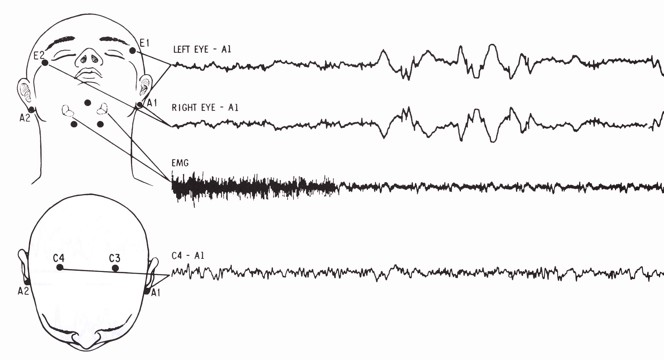 E1
E2
LEFT EYE - A1
A2
A1
RIGHT EYE - A1
EMG
C4 - A1
C4
C3
A2
A1